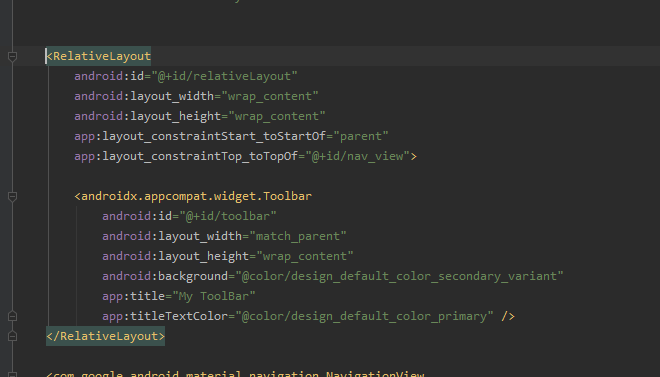 <RelativeLayout
android:id="@+id/relativeLayout"
android:layout_width="wrap_content"
android:layout_height="wrap_content"
app:layout_constraintStart_toStartOf="parent"
app:layout_constraintTop_toTopOf="@+id/nav_view">
<androidx.appcompat.widget.Toolbar
android:id="@+id/toolbar"
android:layout_width="match_parent"
android:layout_height="wrap_content"
android:background="@color/design_default_color_secondary_variant"
app:title="My ToolBar"
app:titleTextColor="@color/design_default_color_primary" />
</RelativeLayout>
<com.google.android.material.navigation.NavigationView